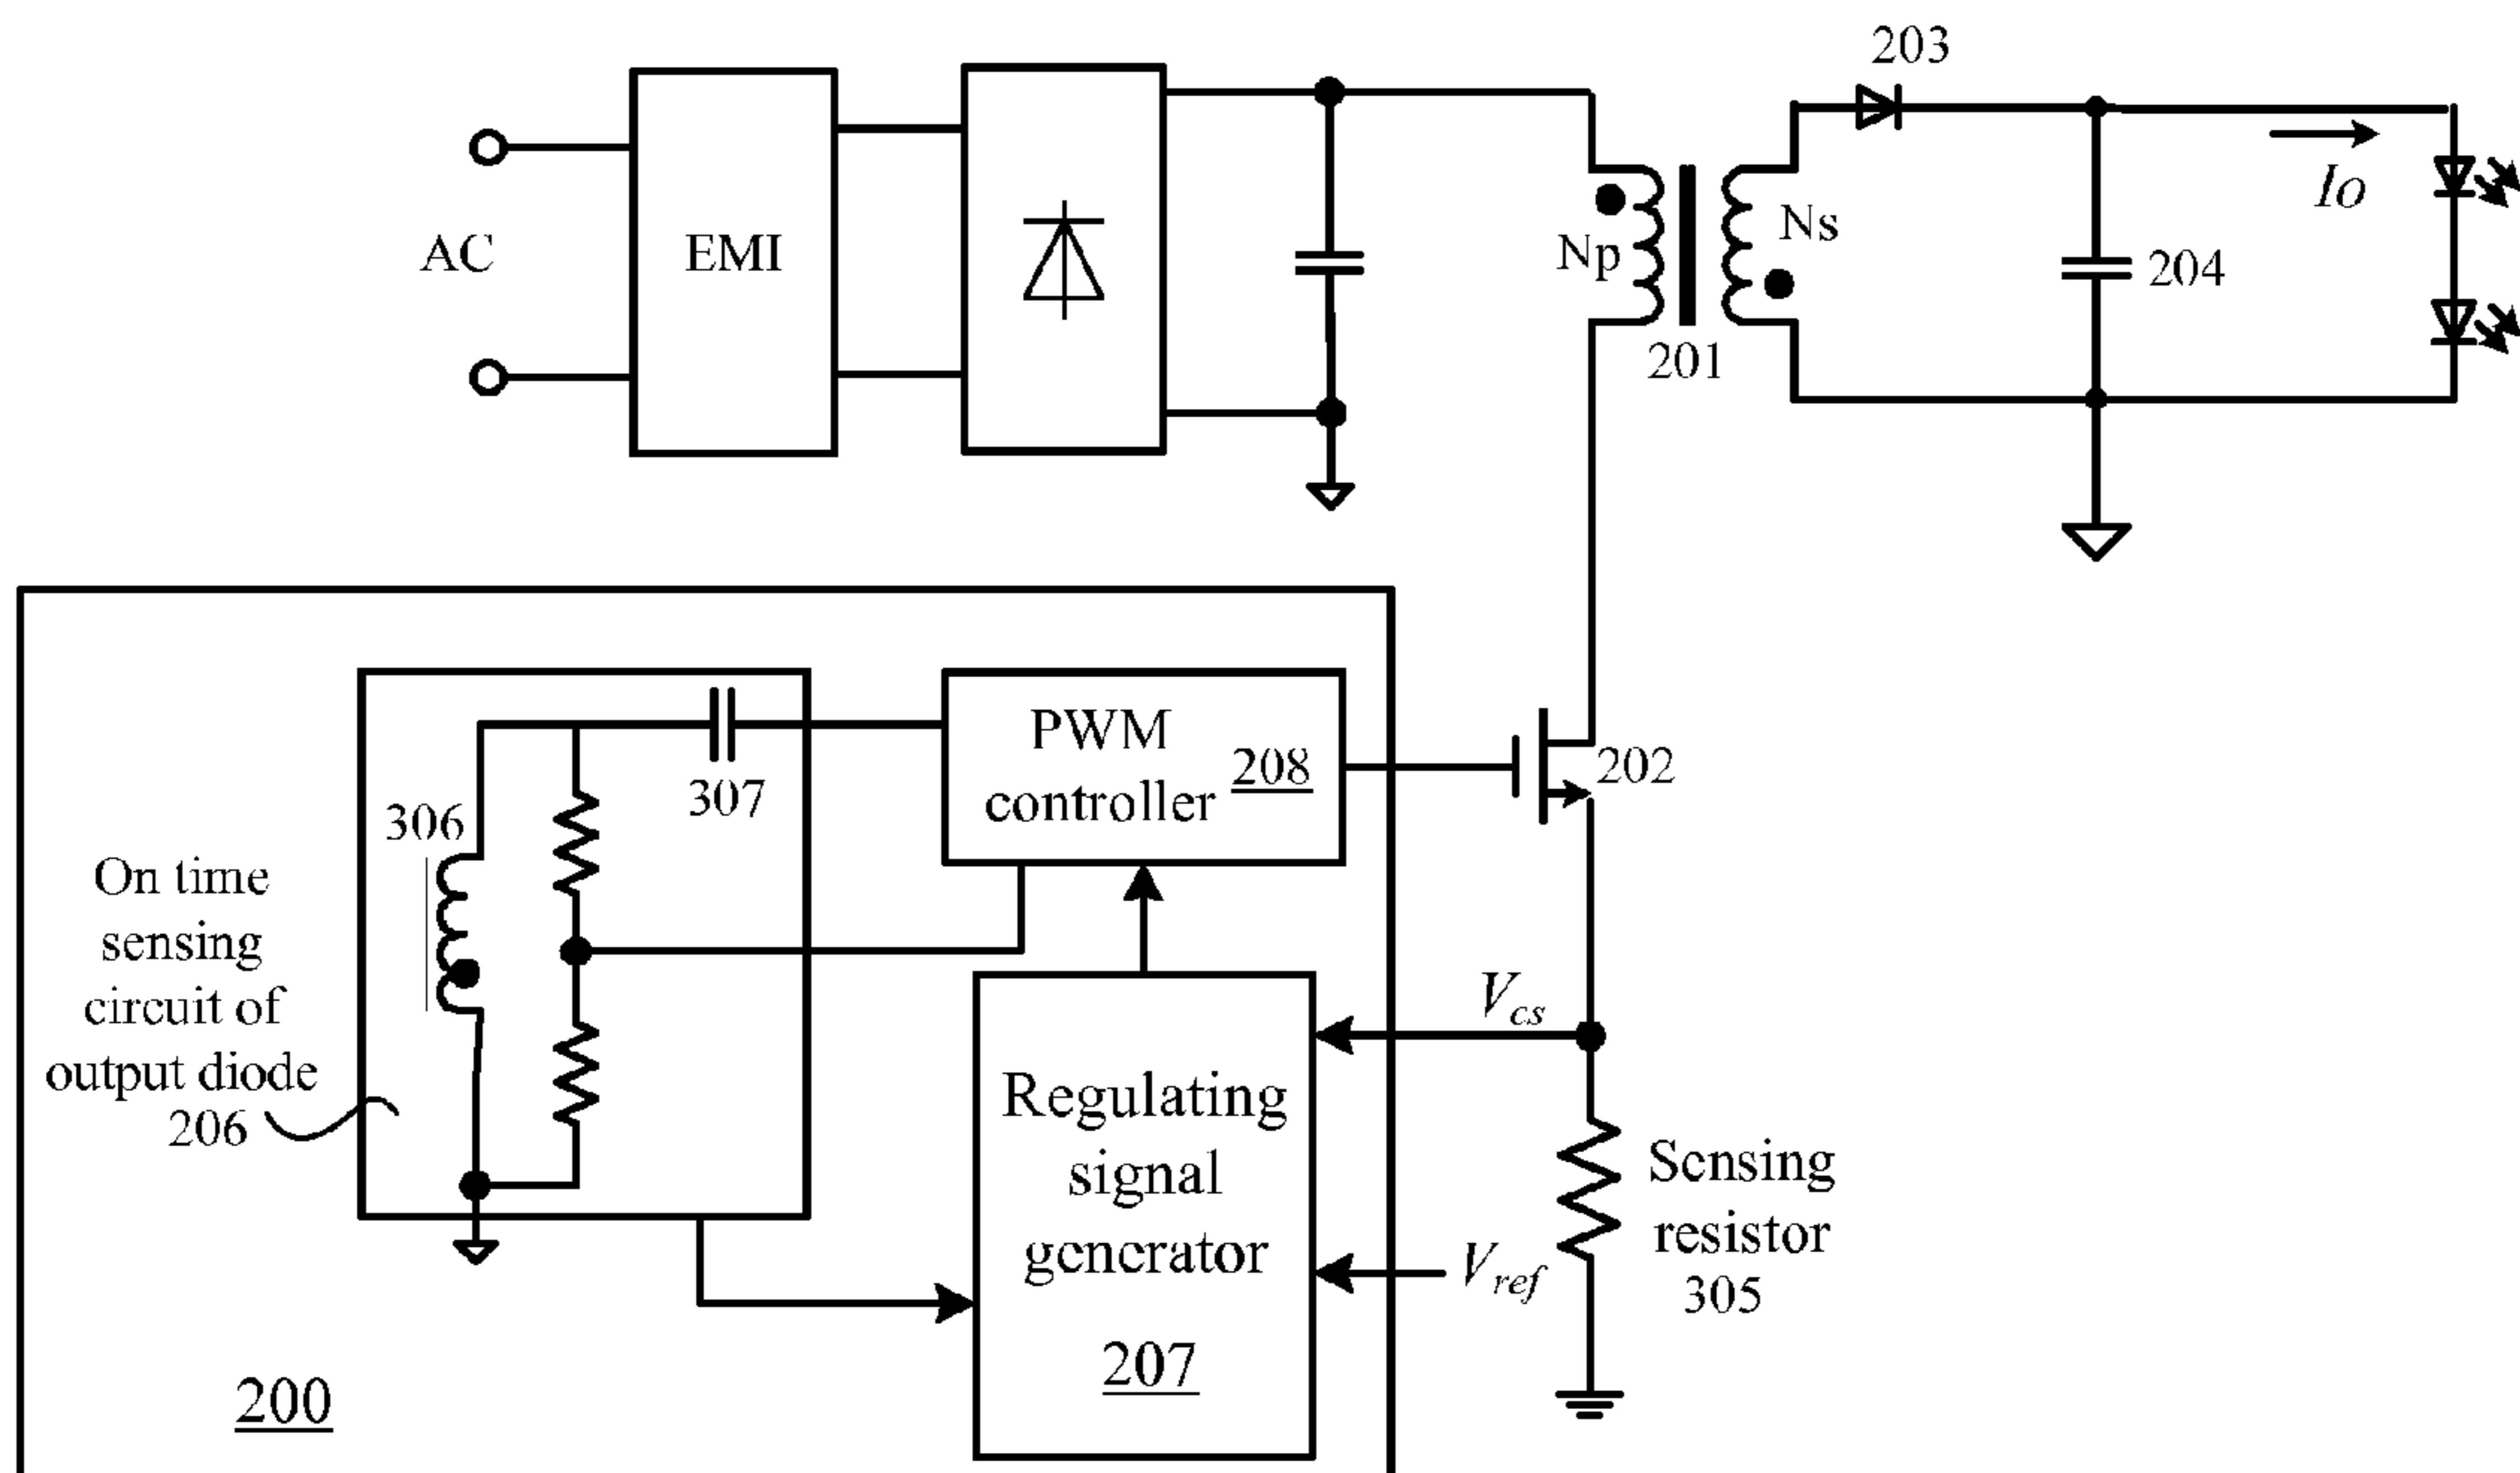 203
Io
AC
EMI
Np
Ns
204
201
PWM
controller
208
202
307
306
On time
sensing
circuit of
output diode
206
Vcs
Regulating
signal
generator
207
Vref
Sensing
resistor
305
200